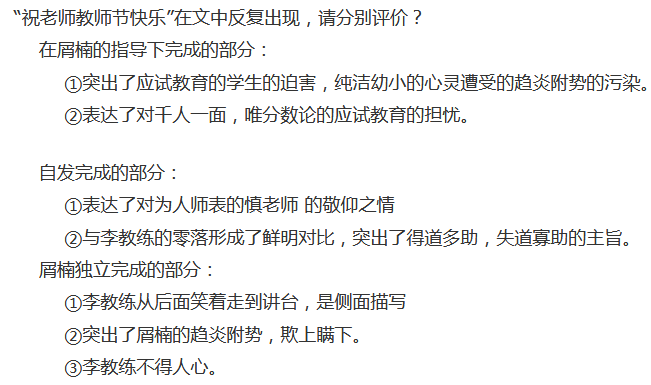 “祝老师教师节快乐”在文中反复出现，请分别评价？
在屑楠的指导下完成的部分：
①突出了应试教育的学生的迫害，纯洁幼小的心灵遭受的趋炎附势的污染。
②表达了对千人一面，唯分数论的应试教育的担忧。
自发完成的部分：
①表达了对为人师表的慎老师 的敬仰之情
②与李教练的零落形成了鲜明对比，突出了得道多助，失道寡助的主旨。
屑楠独立完成的部分：
①李教练从后面笑着走到讲台，是侧面描写
②突出了屑楠的趋炎附势，欺上瞒下。
③李教练不得人心。